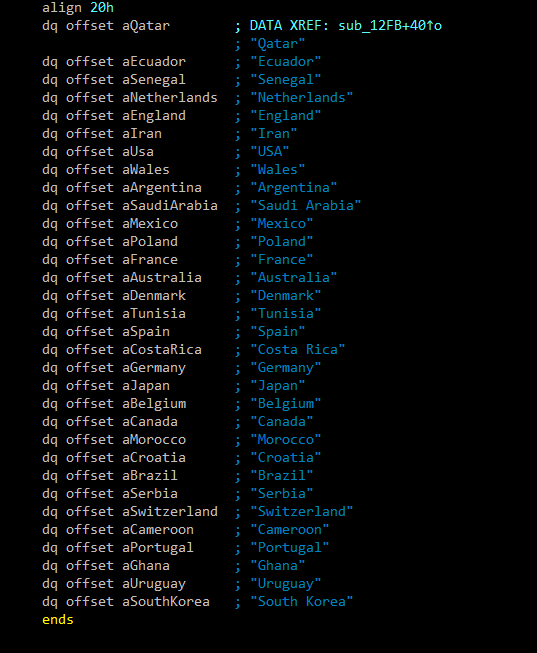 align 20h
dq offset aQatar ; DATA XREF: sub_12FB+40↑o
; "Qatar"
dq offset aEcuador ; "Ecuador"
dq offset aSenegal ; "Senegal"
dq offset aNetherlands ; "Netherlands"
dq offset aEngland ; "England"
dq offset aIran ; "Iran"
dq offset aUsa ; "USA"
dq offset aWales ; "Wales"
dq offset aArgentina ; "Argentina"
dq offset aSaudiArabia ; "Saudi Arabia"
dq offset aMexico ; "Mexico"
dq offset aPoland ; "Poland"
dq offset aFrance ; "France"
dq offset aAustralia ; "Australia"
dq offset aDenmark ; "Denmark"
dq offset aTunisia ; "Tunisia"
dq offset aSpain ; "Spain"
dq offset aCostaRica ; "Costa Rica"
dq offset aGermany ; "Germany"
dq offset aJapan ; "Japan"
dq offset aBelgium ; "Belgium"
dq offset aCanada ; "Canada"
dq offset aMorocco ; "Morocco"
dq offset aCroatia ; "Croatia"
dq offset aBrazil ; "Brazil"
dq offset aSerbia ; "Serbia"
dq offset aSwitzerland ; "Switzerland"
dq offset aCameroon ; "Cameroon"
dq offset aPortugal ; "Portugal"
dq offset aGhana ; "Ghana"
dq offset aUruguay ; "Uruguay"
dq offset aSouthKorea ; "South Korea"
ends